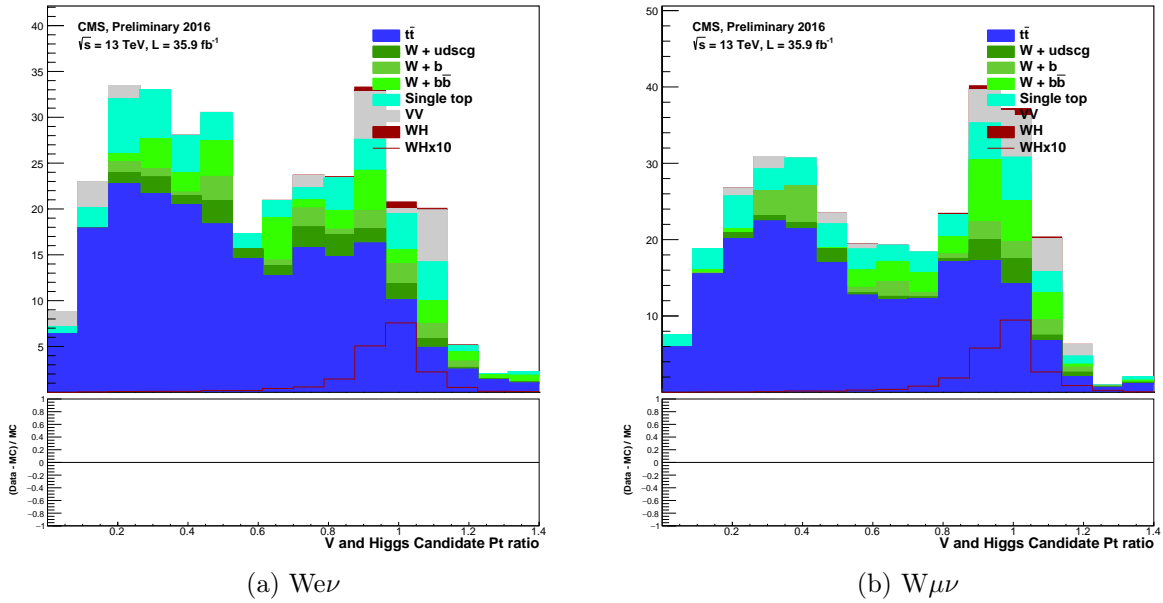 CMS, Preliminary 2016
√s = 13 TeV, L = 35.9 fb⁻¹
tt̄
W + udscg
W + b
W + bb̄
Single top
VV
WH
WHx10
40
35
30
25
20
15
10
5
(Data - MC) / MC
1
0.8
0.6
0.4
0.2
0
−0.2
−0.4
−0.6
−0.8
−1
0.2 0.4 0.6 0.8 1 1.2 1.4
V and Higgs Candidate Pt ratio
(a) Weν
CMS, Preliminary 2016
√s = 13 TeV, L = 35.9 fb⁻¹
tt̄
W + udscg
W + b
W + bb̄
Single top
VV
WH
WHx10
50
40
30
20
10
(Data - MC) / MC
1
0.8
0.6
0.4
0.2
0
−0.2
−0.4
−0.6
−0.8
−1
0.2 0.4 0.6 0.8 1 1.2 1.4
V and Higgs Candidate Pt ratio
(b) Wμν